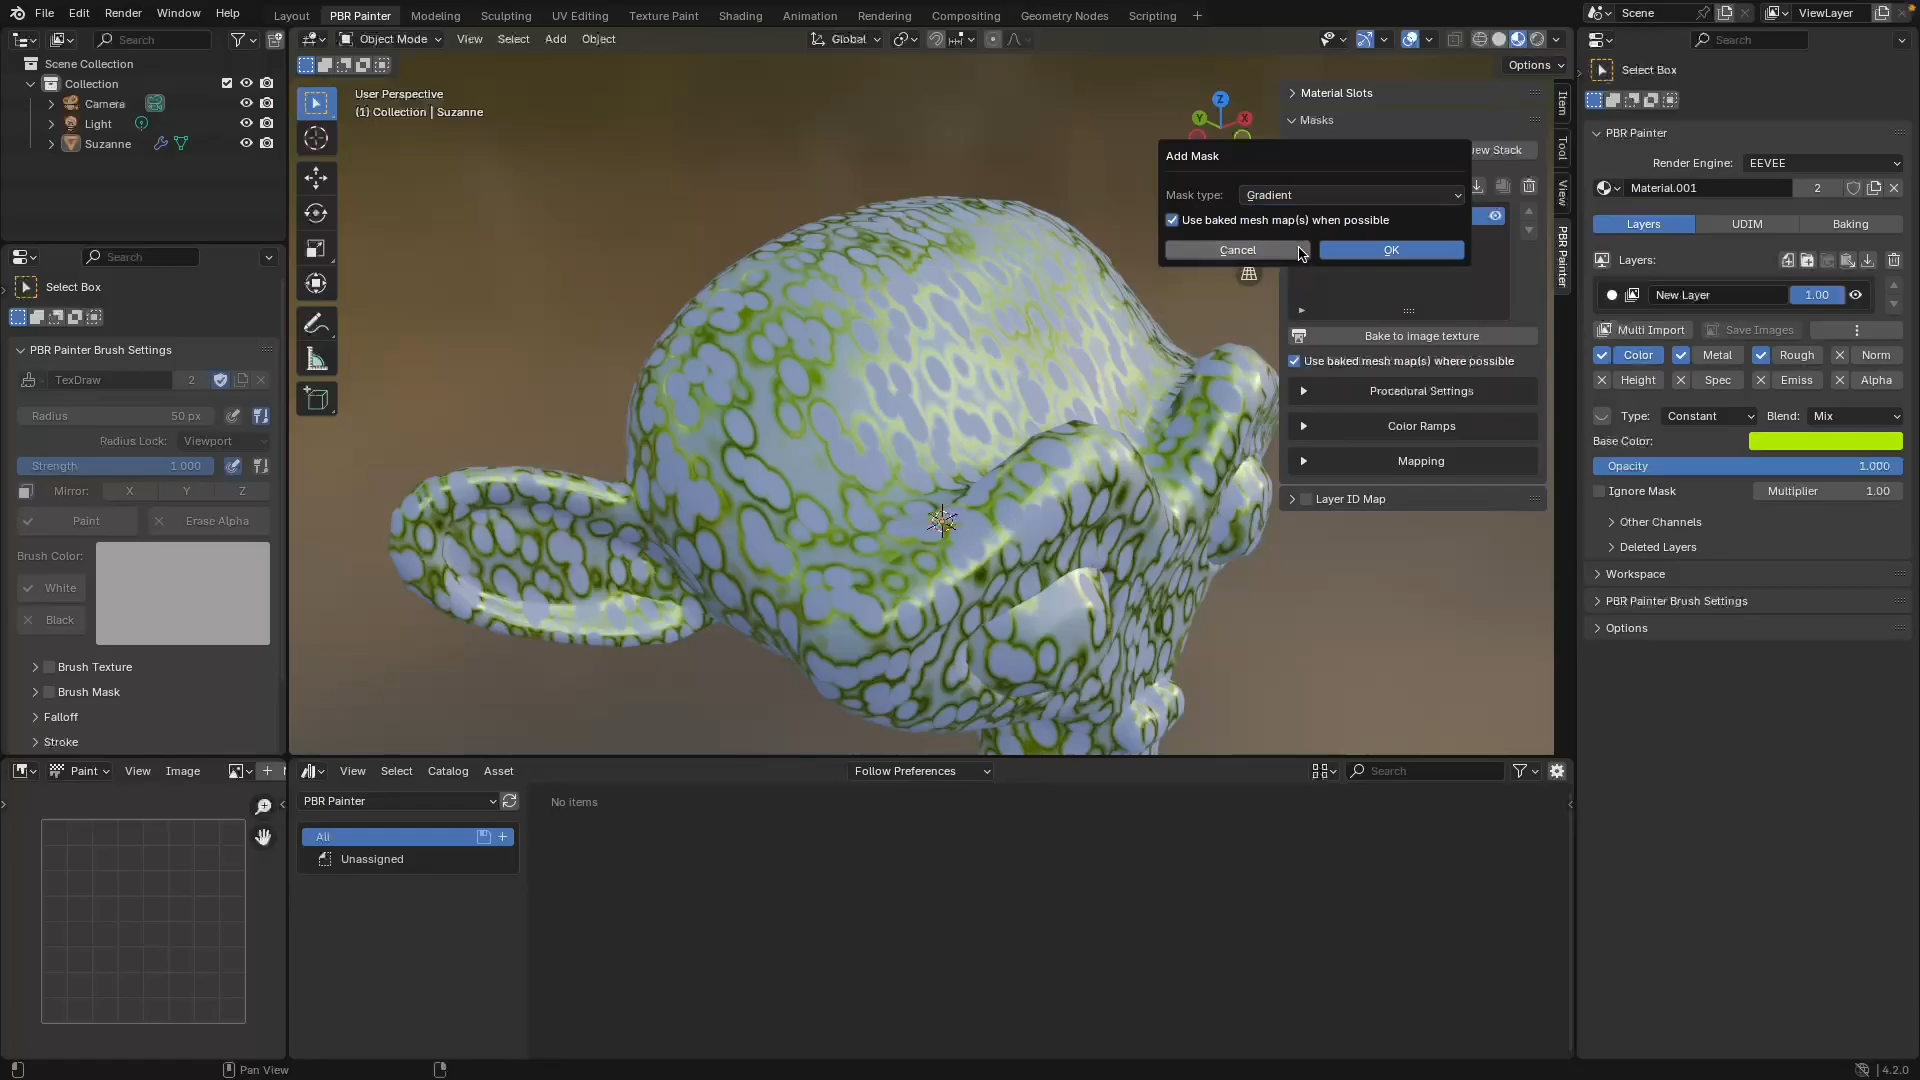 File Edit Render Window Help
Layout PBR Painter Modeling Sculpting UV Editing Texture Paint Shading Animation Rendering Compositing Geometry Nodes Scripting +
Scene
ViewLayer
Search
Scene Collection
Collection
Camera
Light
Suzanne
Search
Select Box
PBR Painter Brush Settings
TexDraw 2
Radius 50 px
Radius Lock: Viewport
Strength 1.000
Mirror: X Y Z
Paint Erase Alpha
Brush Color:
White
Black
Brush Texture
Brush Mask
Falloff
Stroke
Paint View Image
Object Mode View Select Add Object
Global
Options
User Perspective
(1) Collection | Suzanne
Z
Y X
Material Slots
Masks
Add Mask
Mask type: Gradient
Use baked mesh map(s) when possible
Cancel OK
Bake to image texture
Use baked mesh map(s) where possible
Procedural Settings
Color Ramps
Mapping
Layer ID Map
Item
Tool
View
PBR Painter
View Select Catalog Asset
Follow Preferences
Search
PBR Painter
All
Unassigned
No items
Search
Select Box
PBR Painter
Render Engine: EEVEE
Material.001 2
Layers UDIM Baking
Layers:
New Layer 1.00
Multi Import Save Images
Color Metal Rough Norm
Height Spec Emiss Alpha
Type: Constant Blend: Mix
Base Color:
Opacity 1.000
Ignore Mask Multiplier 1.00
Other Channels
Deleted Layers
Workspace
PBR Painter Brush Settings
Options
Pan View
4.2.0